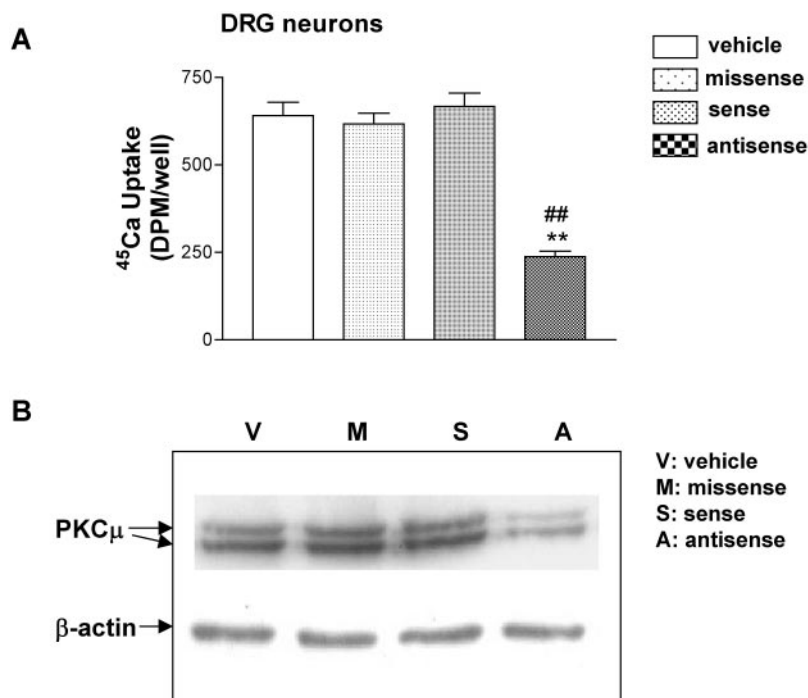 A
DRG neurons
vehicle
missense
sense
antisense
750
500
250
0
⁴⁵Ca Uptake
(DPM/well)
##
**
B
V M S A
PKCμ
β-actin
V: vehicle
M: missense
S: sense
A: antisense